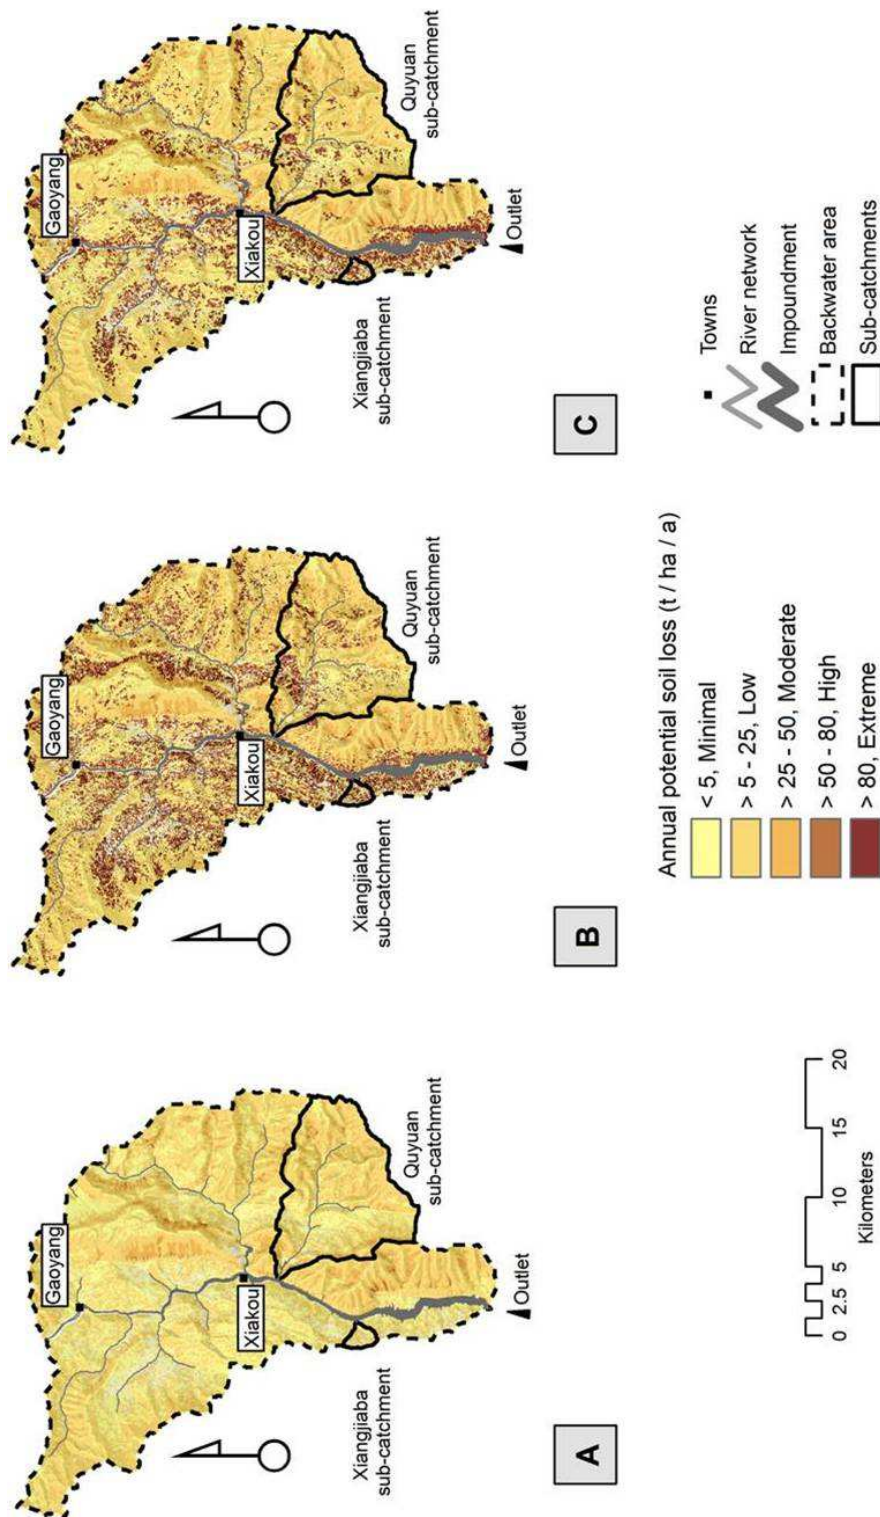 Gaoyang
Xiakou
Quyuan
sub-catchment
Xiangjiaba
sub-catchment
Outlet
A
Gaoyang
Xiakou
Quyuan
sub-catchment
Xiangjiaba
sub-catchment
Outlet
B
Gaoyang
Xiakou
Quyuan
sub-catchment
Xiangjiaba
sub-catchment
Outlet
C
0 2.5 5 10 15 20
Kilometers
Annual potential soil loss (t / ha / a)
< 5, Minimal
> 5 - 25, Low
> 25 - 50, Moderate
> 50 - 80, High
> 80, Extreme
Towns
River network
Impoundment
Backwater area
Sub-catchments